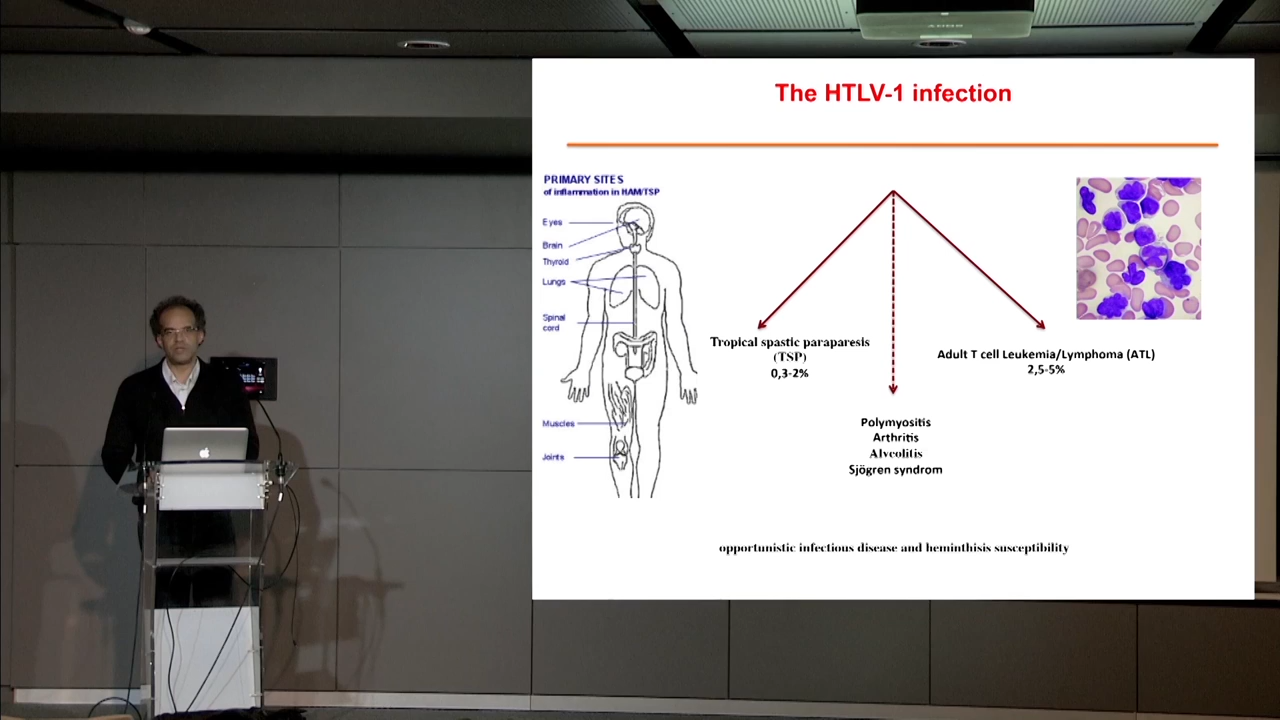 The HTLV-1 infection
PRIMARY SITES
of inflammation in HAM/TSP
Eyes
Brain
Thyroid
Lungs
Spinal
cord
Muscles
Joints
Tropical spastic paraparesis
(TSP)
0,3-2%
Adult T cell Leukemia/Lymphoma (ATL)
2,5-5%
Polymyositis
Arthritis
Alveolitis
Sjögren syndrom
opportunistic infectious disease and heminthisis susceptibility